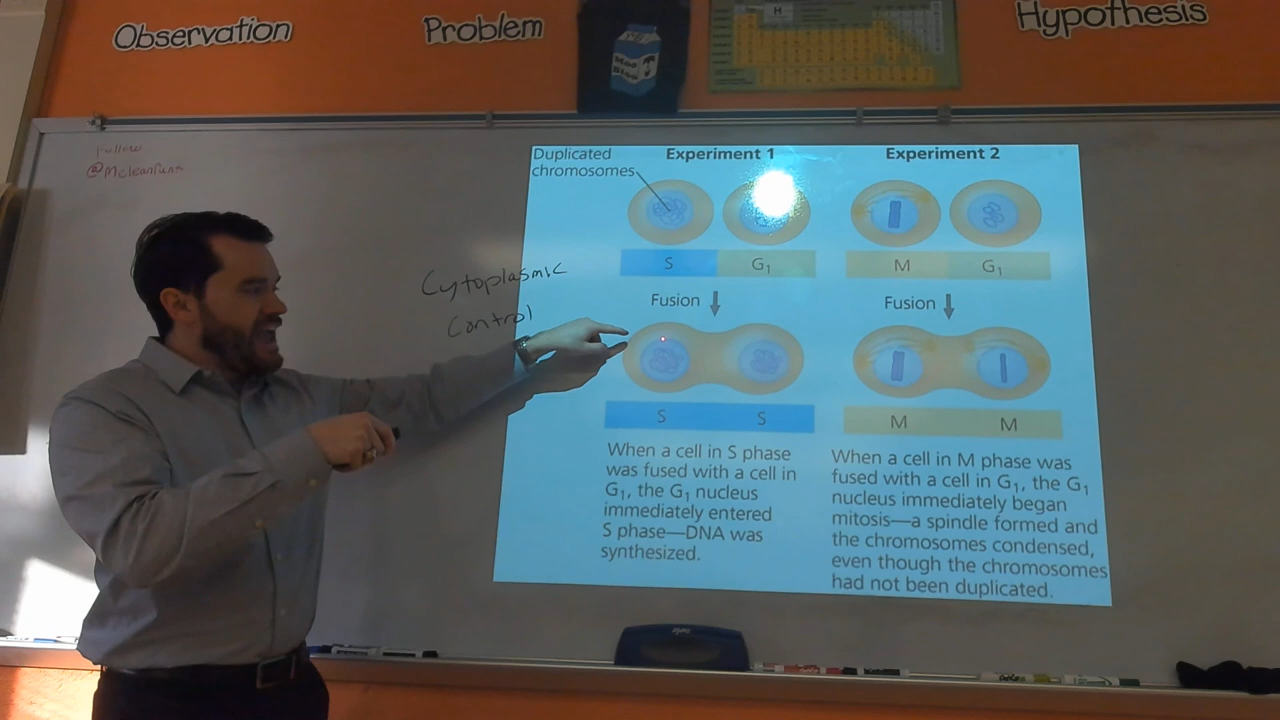 Observation
Problem
Hypothesis
Moo
H
Follow
Cytoplasmic
Control
Duplicated
chromosomes
Experiment 1
S
G1
Fusion
S
S
When a cell in S phase
was fused with a cell in
G1, the G1 nucleus
immediately entered
S phase—DNA was
synthesized.
Experiment 2
M
G1
Fusion
M
M
When a cell in M phase was
fused with a cell in G1, the G1
nucleus immediately began
mitosis—a spindle formed and
the chromosomes condensed,
even though the chromosomes
had not been duplicated.